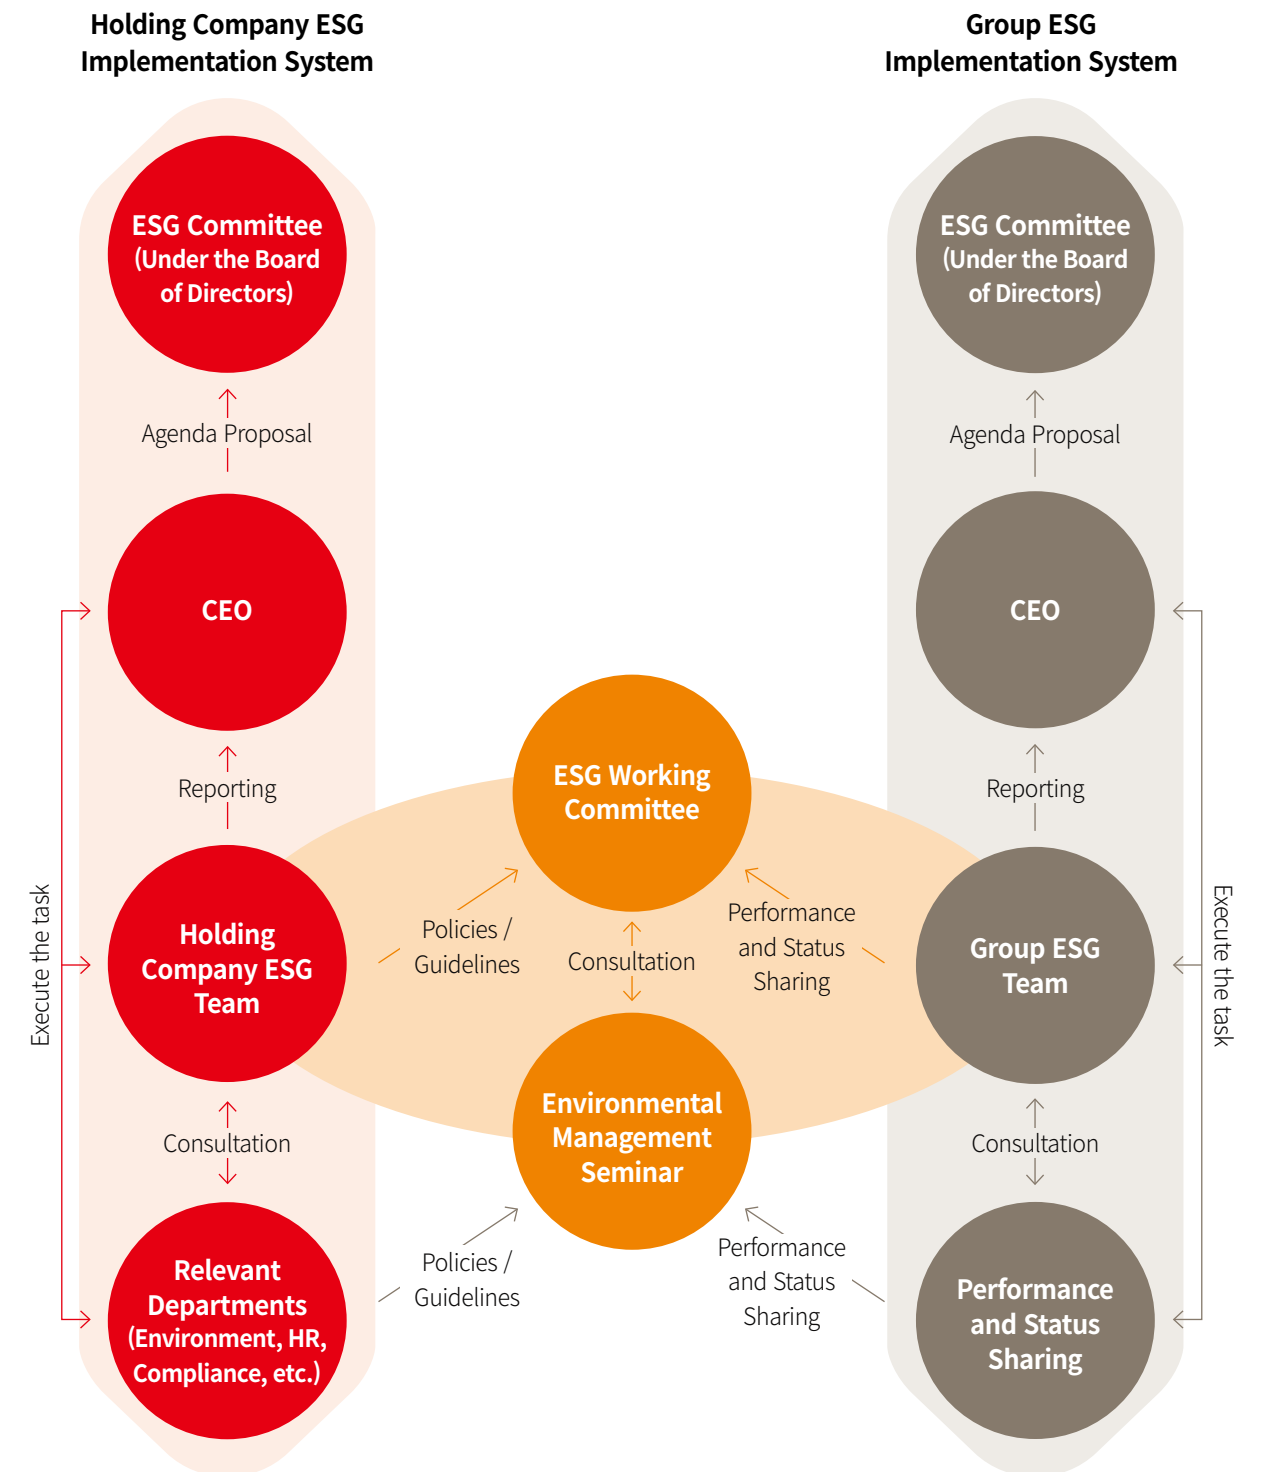 Holding Company ESG
Implementation System
ESG Committee
(Under the Board
of Directors)
Agenda Proposal
CEO
Reporting
Holding
Company ESG
Team
Consultation
Relevant
Departments
(Environment, HR,
Compliance, etc.)
Execute the task
Policies /
Guidelines
Policies /
Guidelines
ESG Working
Committee
Consultation
Environmental
Management
Seminar
Performance
and Status
Sharing
Performance
and Status
Sharing
Group ESG
Implementation System
ESG Committee
(Under the Board
of Directors)
Agenda Proposal
CEO
Reporting
Group ESG
Team
Consultation
Performance
and Status
Sharing
Execute the task